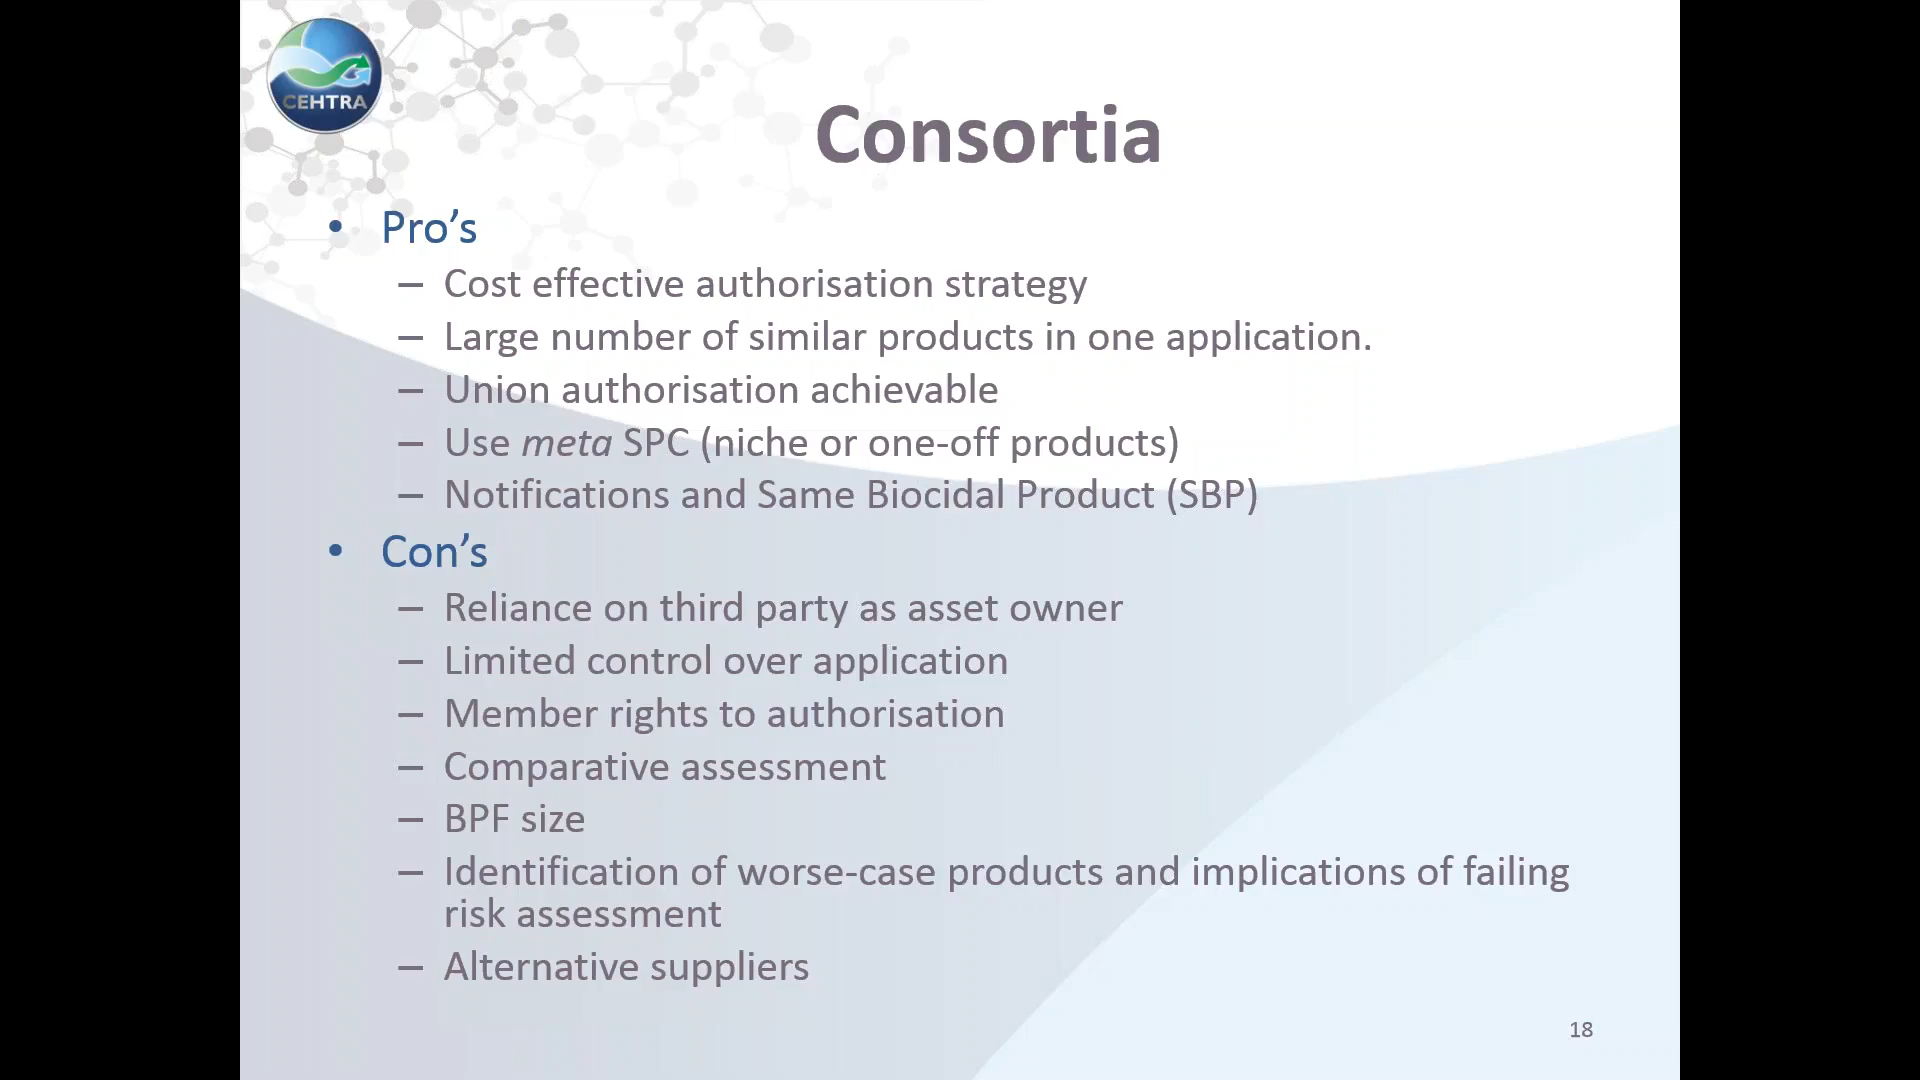 CEHTRA
Consortia
• Pro’s
– Cost effective authorisation strategy
– Large number of similar products in one application.
– Union authorisation achievable
– Use meta SPC (niche or one-off products)
– Notifications and Same Biocidal Product (SBP)
• Con’s
– Reliance on third party as asset owner
– Limited control over application
– Member rights to authorisation
– Comparative assessment
– BPF size
– Identification of worse-case products and implications of failing
risk assessment
– Alternative suppliers
18